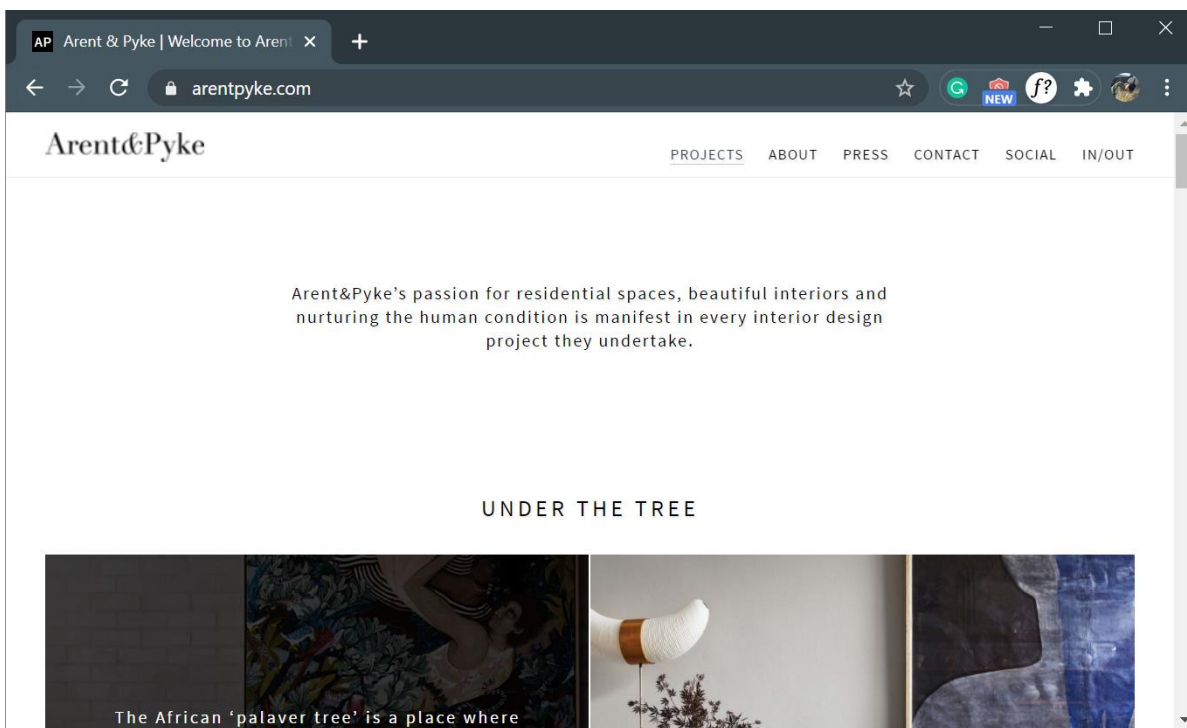 AP Arent & Pyke | Welcome to Arent
arentpyke.com
G
NEW
f?
Arent&Pyke
PROJECTS ABOUT PRESS CONTACT SOCIAL IN/OUT
Arent&Pyke's passion for residential spaces, beautiful interiors and
nurturing the human condition is manifest in every interior design
project they undertake.
UNDER THE TREE
The African ‘palaver tree’ is a place where